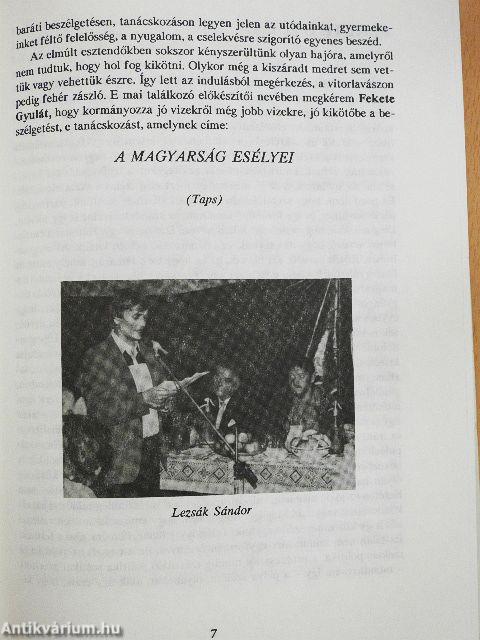 baráti beszélgetésen, tanácskozáson legyen jelen az utódainkat, gyermeke-
inket féltő felelősség, a nyugalom, a cselekvésre szigorító egyenes beszéd.
Az elmúlt esztendőkben sokszor kényszerültünk olyan hajóra, amelyről
nem tudtuk, hogy hol fog kikötni. Olykor még a kiszáradt medret sem vet-
tük vagy vehettük észre. Így lett az indulásból megérkezés, a vitorlavászon
pedig fehér zászló. E mai találkozó előkészítői nevében megkérem Fekete
Gyulát, hogy kormányozza jó vizekről még jobb vizekre, jó kikötőbe a be-
szélgetést, e tanácskozást, amelynek címe:
A MAGYARSÁG ESÉLYEI
(Taps)
Lezsák Sándor
7
Antikvárium.hu